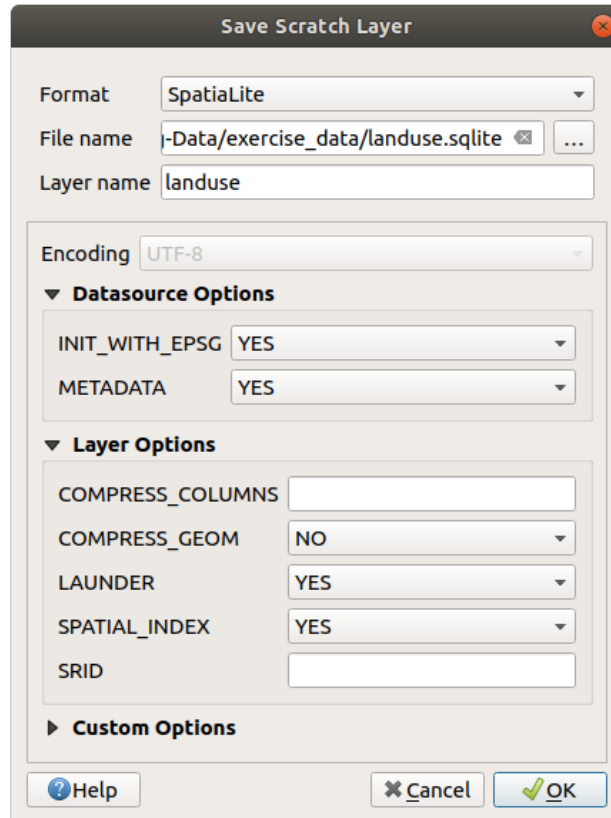 Save Scratch Layer
Format SpatiaLite
File name -Data/exercise_data/landuse.sqlite ...
Layer name landuse
Encoding UTF-8
Datasource Options
INIT_WITH_EPSG YES
METADATA YES
Layer Options
COMPRESS_COLUMNS
COMPRESS_GEOM NO
LAUNDER YES
SPATIAL_INDEX YES
SRID
Custom Options
Help Cancel OK